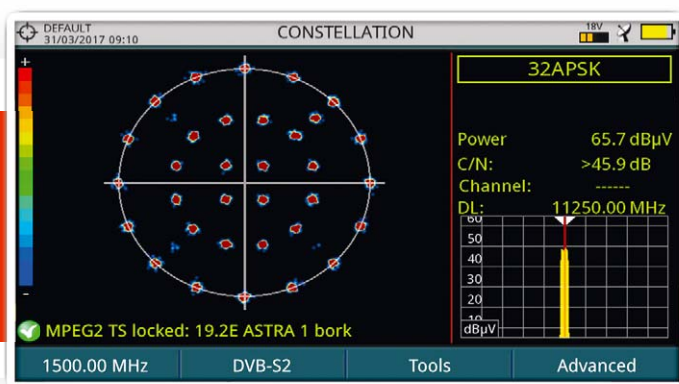 DEFAULT
31/03/2017 09:10
CONSTELLATION
18V
+
32APSK
Power 65.7 dBµV
C/N: >45.9 dB
Channel: ------
DL: 11250.00 MHz
60
50
40
30
20
10
dBµV
-
MPEG2 TS locked: 19.2E ASTRA 1 bork
1500.00 MHz DVB-S2 Tools Advanced